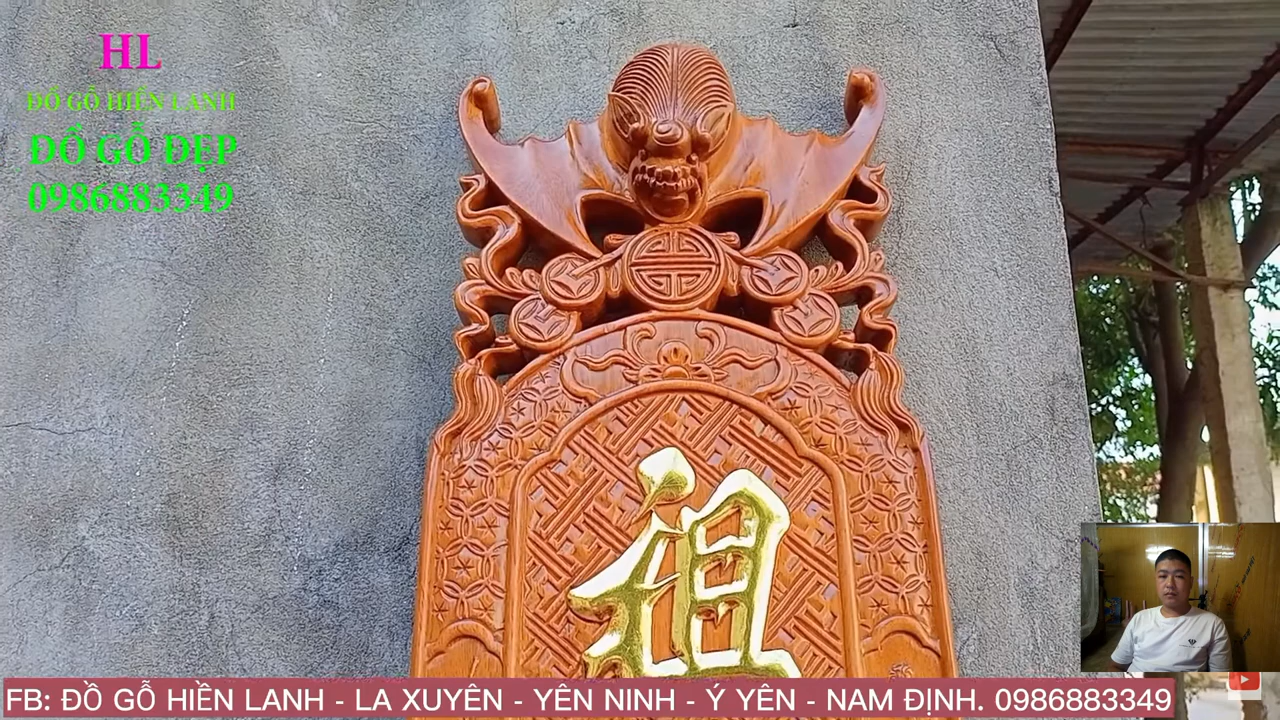 HL
ĐỒ GỖ HIỀN LANH
ĐỒ GỖ ĐẸP
0986883349
祖
FB: ĐỒ GỖ HIỀN LANH - LA XUYÊN - YÊN NINH - Ý YÊN - NAM ĐỊNH. 0986883349